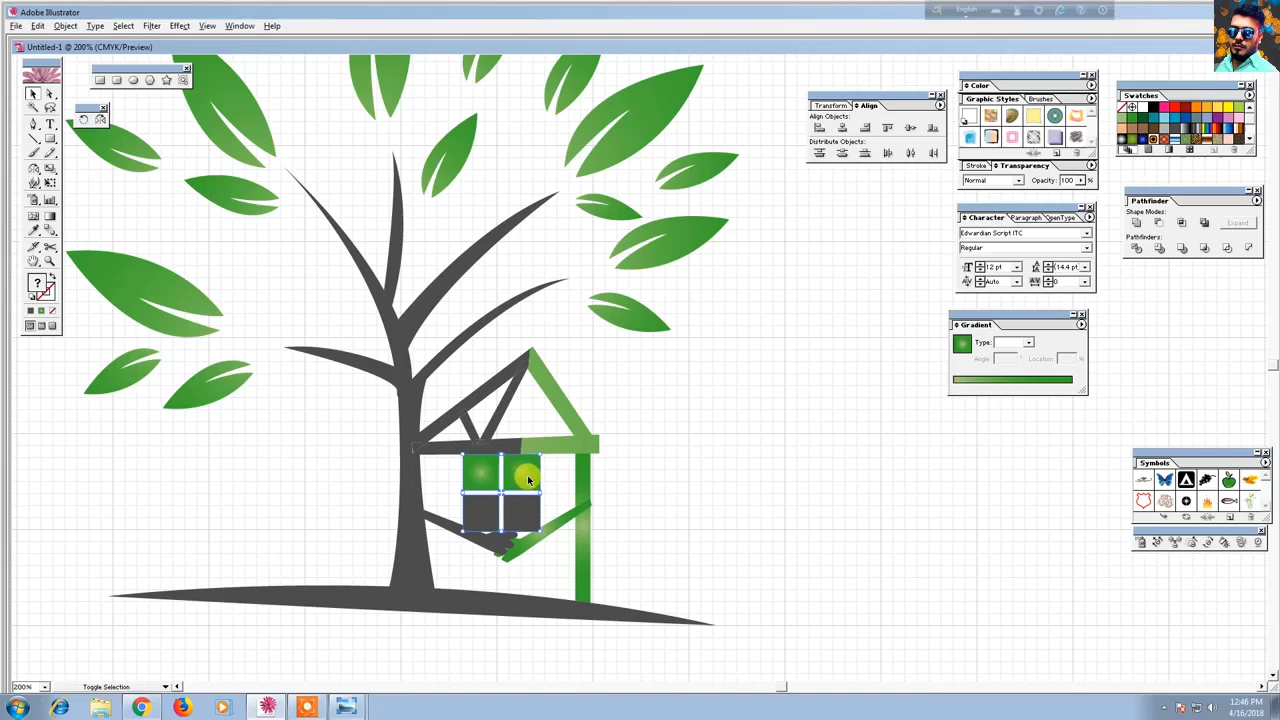 Adobe Illustrator
English
File Edit Object Type Select Filter Effect View Window Help
Untitled-1 @ 200% (CMYK/Preview)
Color
Graphic Styles Brushes
Swatches
Transform Align
Align Objects:
Distribute Objects:
Stroke Transparency
Normal Opacity: 100 %
Pathfinder
Shape Modes:
Expand
Pathfinders:
Character Paragraph OpenType
Edwardian Script ITC
Regular
12 pt (14.4 pt)
Auto 0
Gradient
Type:
Angle: Location: %
Symbols
?
200% Toggle Selection
12:46 PM
4/16/2018